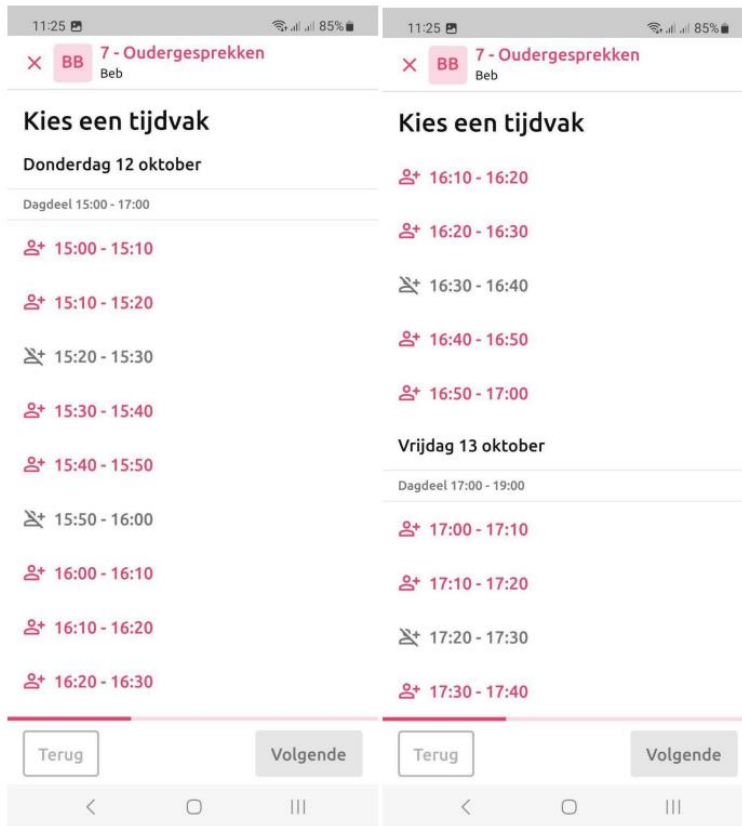 11:25
85%
BB
7 - Oudergesprekken
Beb
Kies een tijdvak
Donderdag 12 oktober
Dagdeel 15:00 - 17:00
15:00 - 15:10
15:10 - 15:20
15:20 - 15:30
15:30 - 15:40
15:40 - 15:50
15:50 - 16:00
16:00 - 16:10
16:10 - 16:20
16:20 - 16:30
Terug
Volgende
11:25
85%
BB
7 - Oudergesprekken
Beb
Kies een tijdvak
16:10 - 16:20
16:20 - 16:30
16:30 - 16:40
16:40 - 16:50
16:50 - 17:00
Vrijdag 13 oktober
Dagdeel 17:00 - 19:00
17:00 - 17:10
17:10 - 17:20
17:20 - 17:30
17:30 - 17:40
Terug
Volgende